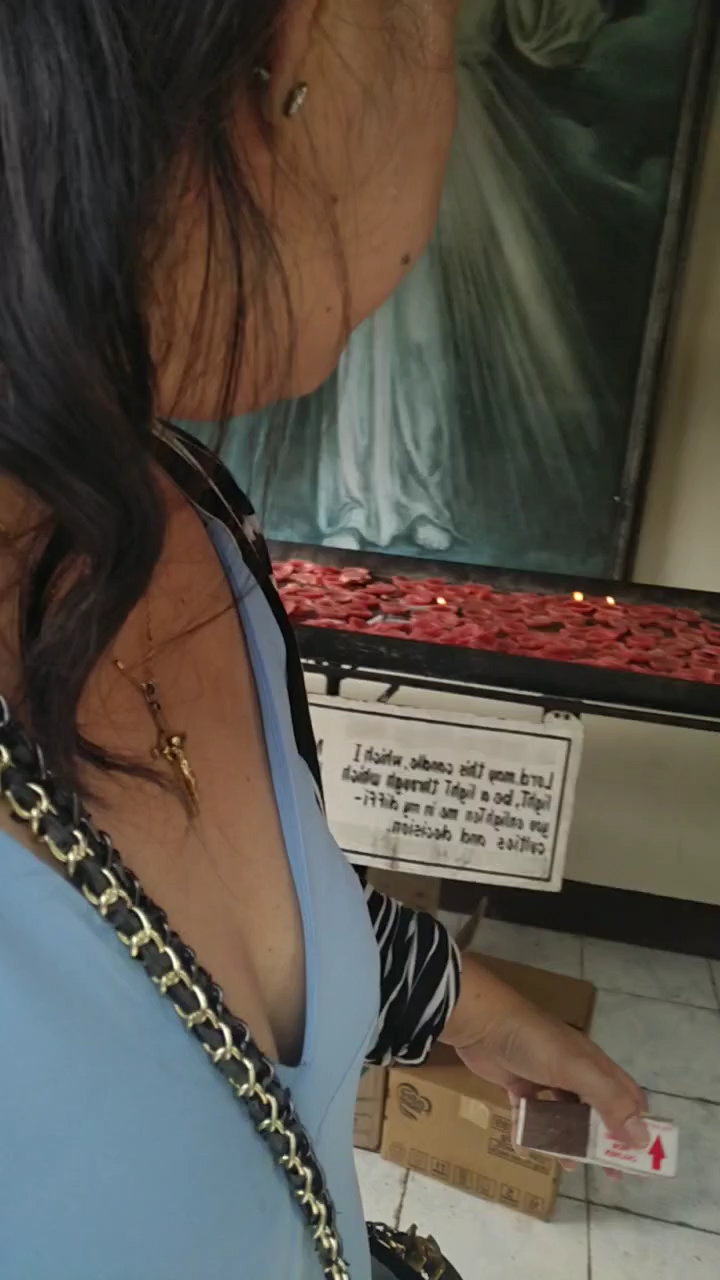 Lord may this candle, which I
light, be a light through which
you enlighten me in my diffi-
culties and decision.